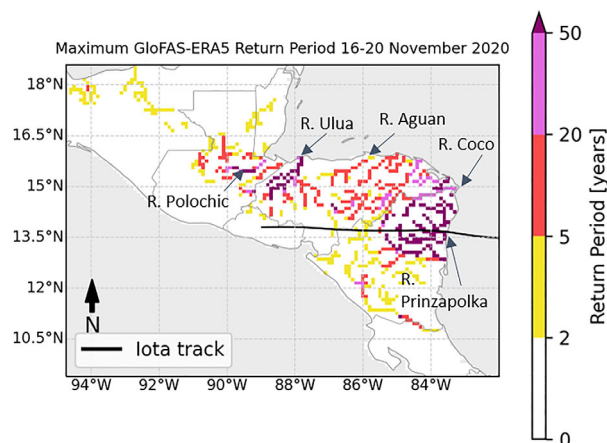 Maximum GloFAS-ERA5 Return Period 16-20 November 2020
18°N
16.5°N
15°N
13.5°N
12°N
10.5°N
94°W
92°W
90°W
88°W
86°W
84°W
R. Ulua
R. Aguan
R. Coco
R. Polochic
R.
Prinzapolka
N
Iota track
50
20
5
2
0
Return Period [years]